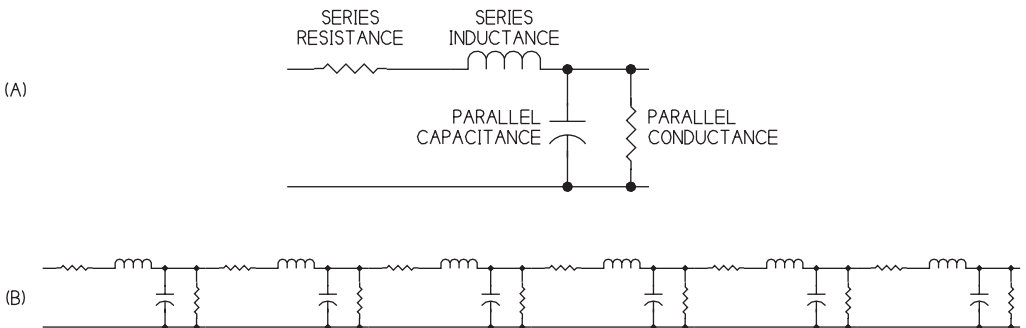 SERIES
RESISTANCE
SERIES
INDUCTANCE
(A)
PARALLEL
CAPACITANCE
PARALLEL
CONDUCTANCE
(B)